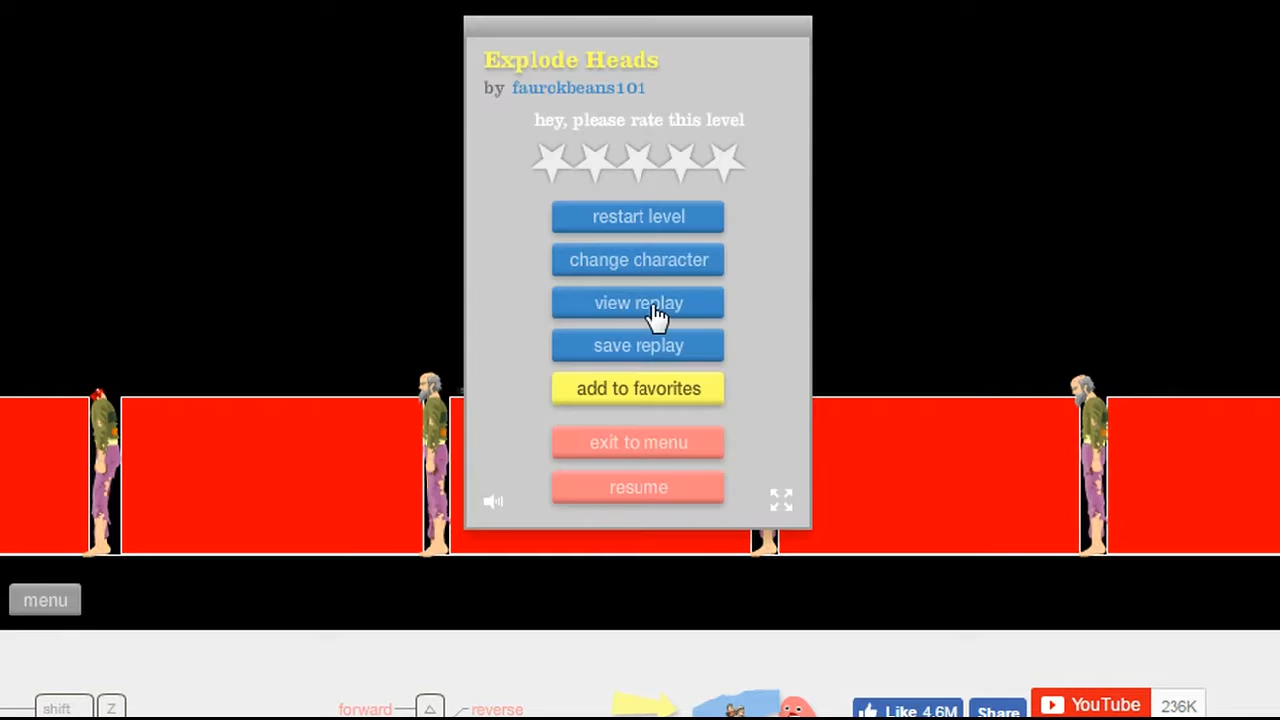 Explode Heads
by faurckbeans101
hey, please rate this level
restart level
change character
view replay
save replay
add to favorites
exit to menu
resume
menu
shift Z
forward
reverse
Like 4.6M
Share
YouTube 236K